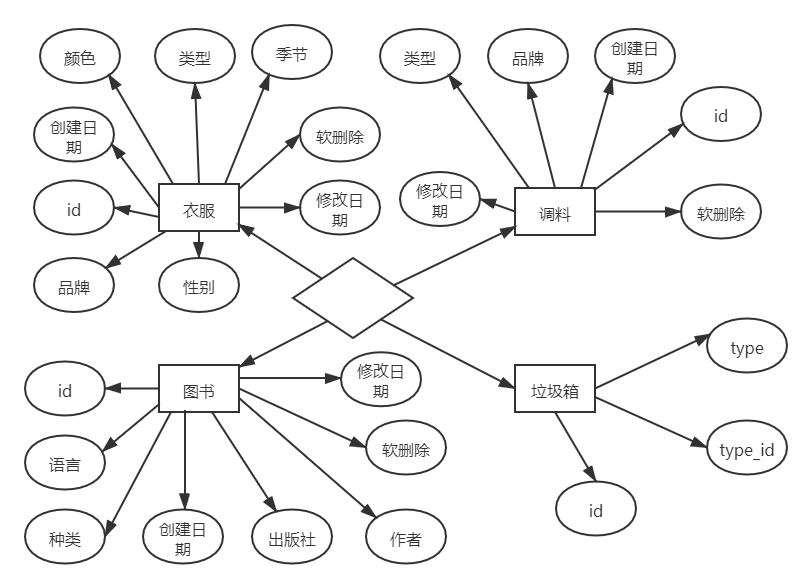 颜色
类型
季节
类型
品牌
创建日
期
创建日
期
软删除
id
id
衣服
修改日
期
修改日
期
调料
软删除
品牌
性别
id
图书
修改日
期
垃圾箱
type
语言
软删除
type_id
种类
创建日
期
出版社
作者
id